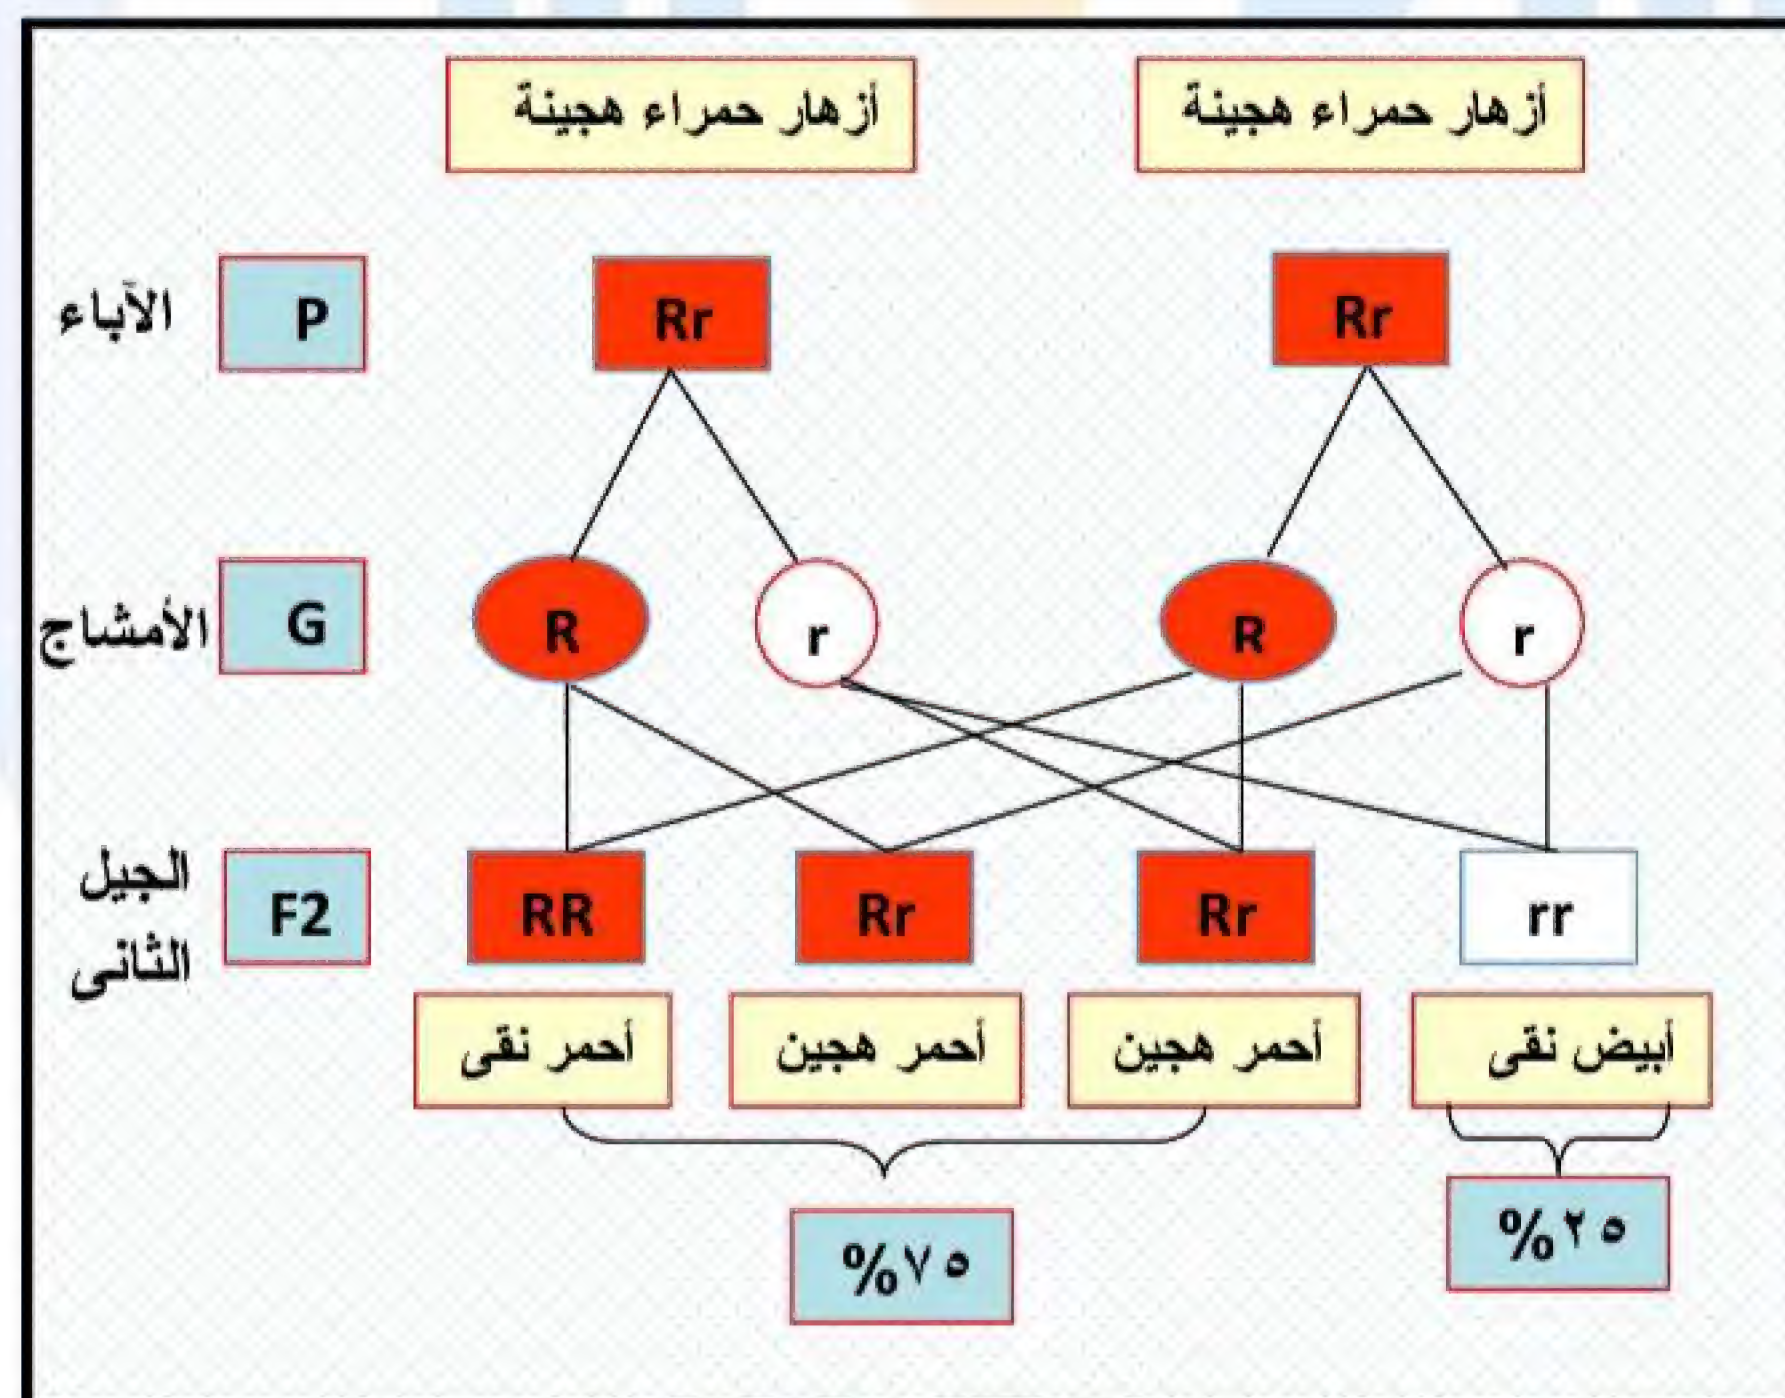 أزهار حمراء هجينة
أزهار حمراء هجينة
الآباء
P
Rr
Rr
الأمشاج
G
R
r
R
r
الجيل
الثانى
F2
RR
Rr
Rr
rr
أحمر نقى
أحمر هجين
أحمر هجين
أبيض نقى
%٧٥
%٢٥